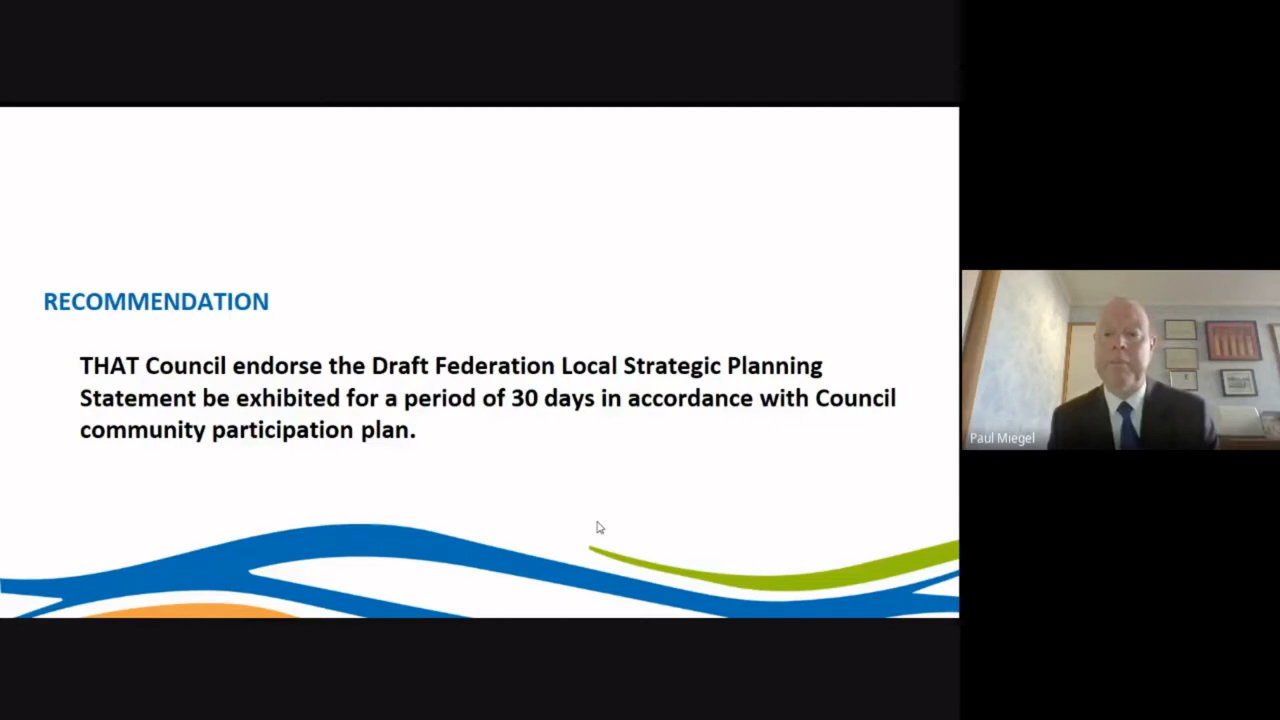 RECOMMENDATION
THAT Council endorse the Draft Federation Local Strategic Planning
Statement be exhibited for a period of 30 days in accordance with Council
community participation plan.
Paul Miegel